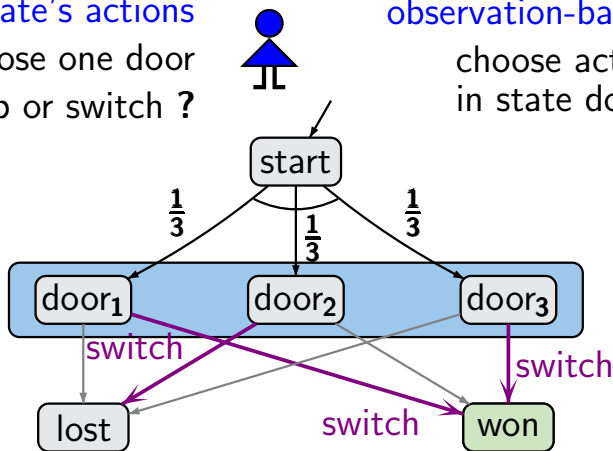 ate's actions
observation-ba
ose one door
choose act
o or switch ?
in state do
start
1/3
1/3
1/3
door1
door2
door3
switch
switch
lost
switch
won